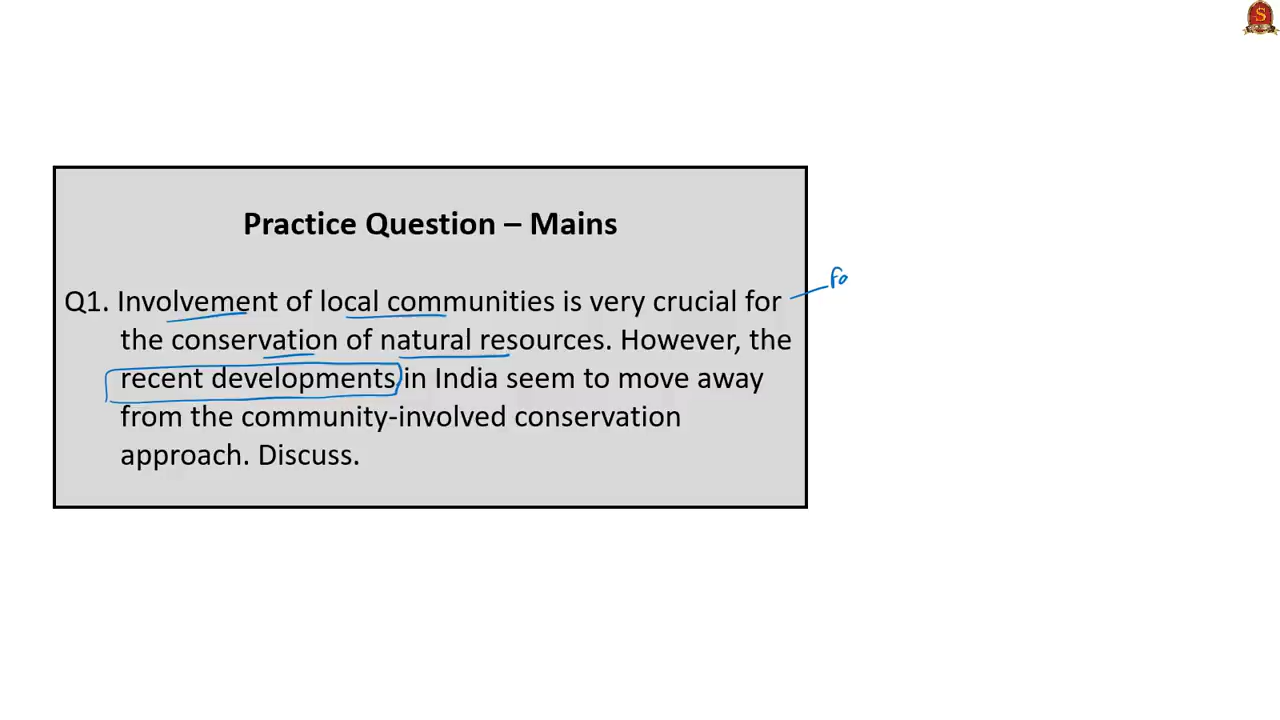 Practice Question – Mains
Q1. Involvement of local communities is very crucial for
Fo
the conservation of natural resources. However, the
recent developments in India seem to move away
from the community-involved conservation
approach. Discuss.
S